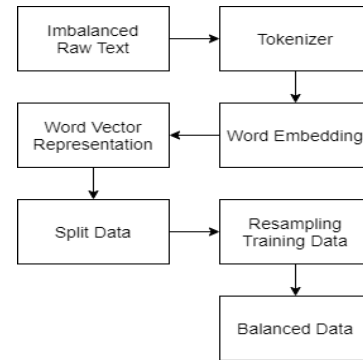 Imbalanced
Raw Text
Tokenizer
Word Embedding
Word Vector
Representation
Split Data
Resampling
Training Data
Balanced Data